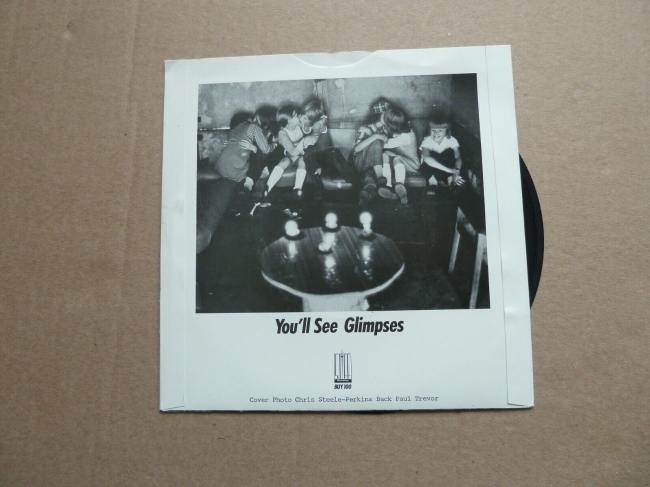 You'll See Glimpses
BUY 100
Cover Photo Chris Steele-Perkins Back Paul Trevor